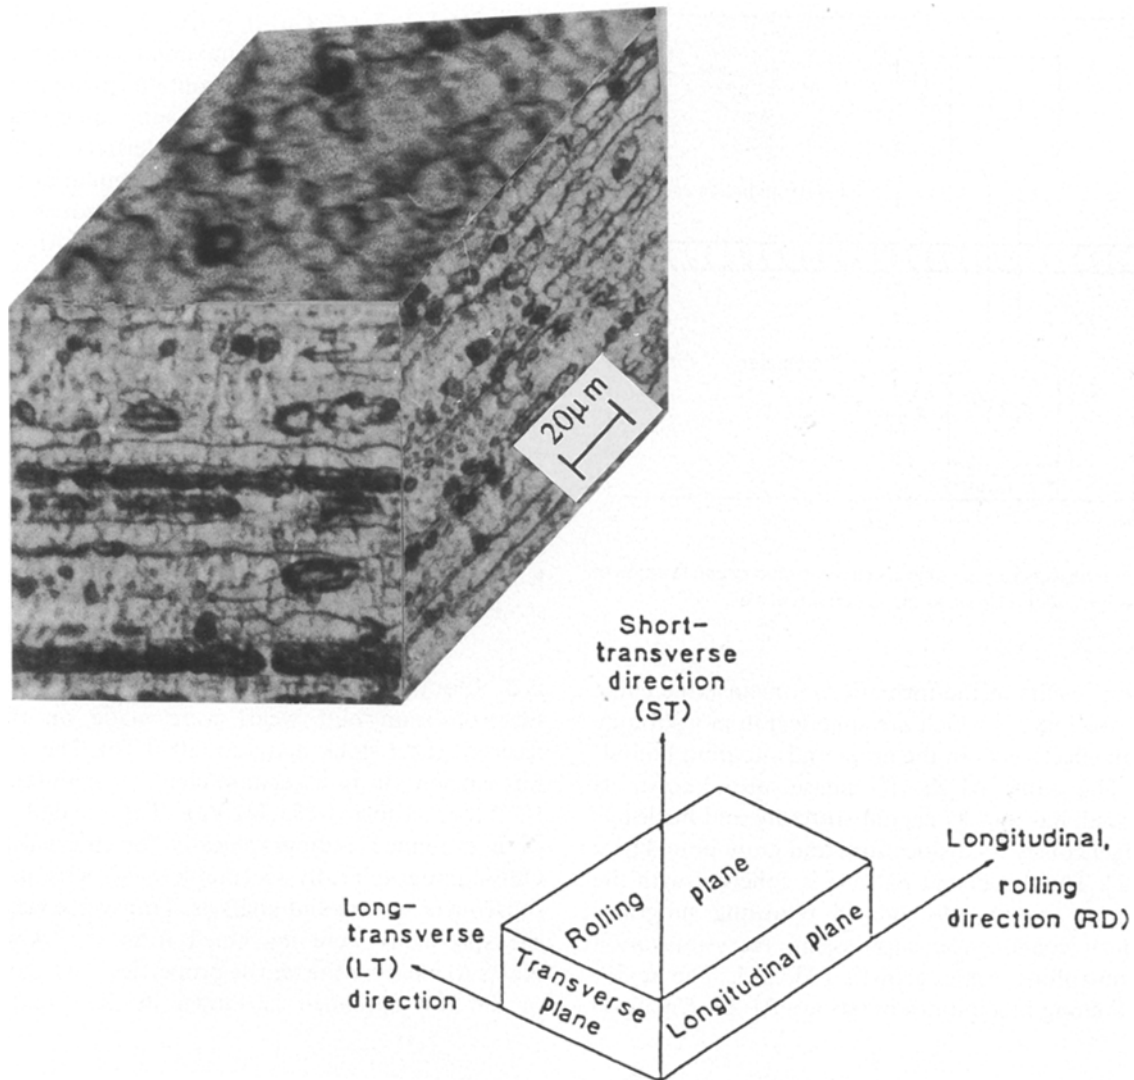 20μm
Short-
transverse
direction
(ST)
Longitudinal,
rolling
direction (RD)
Long-
transverse
(LT)
direction
Rolling plane
Transverse
plane
Longitudinal plane